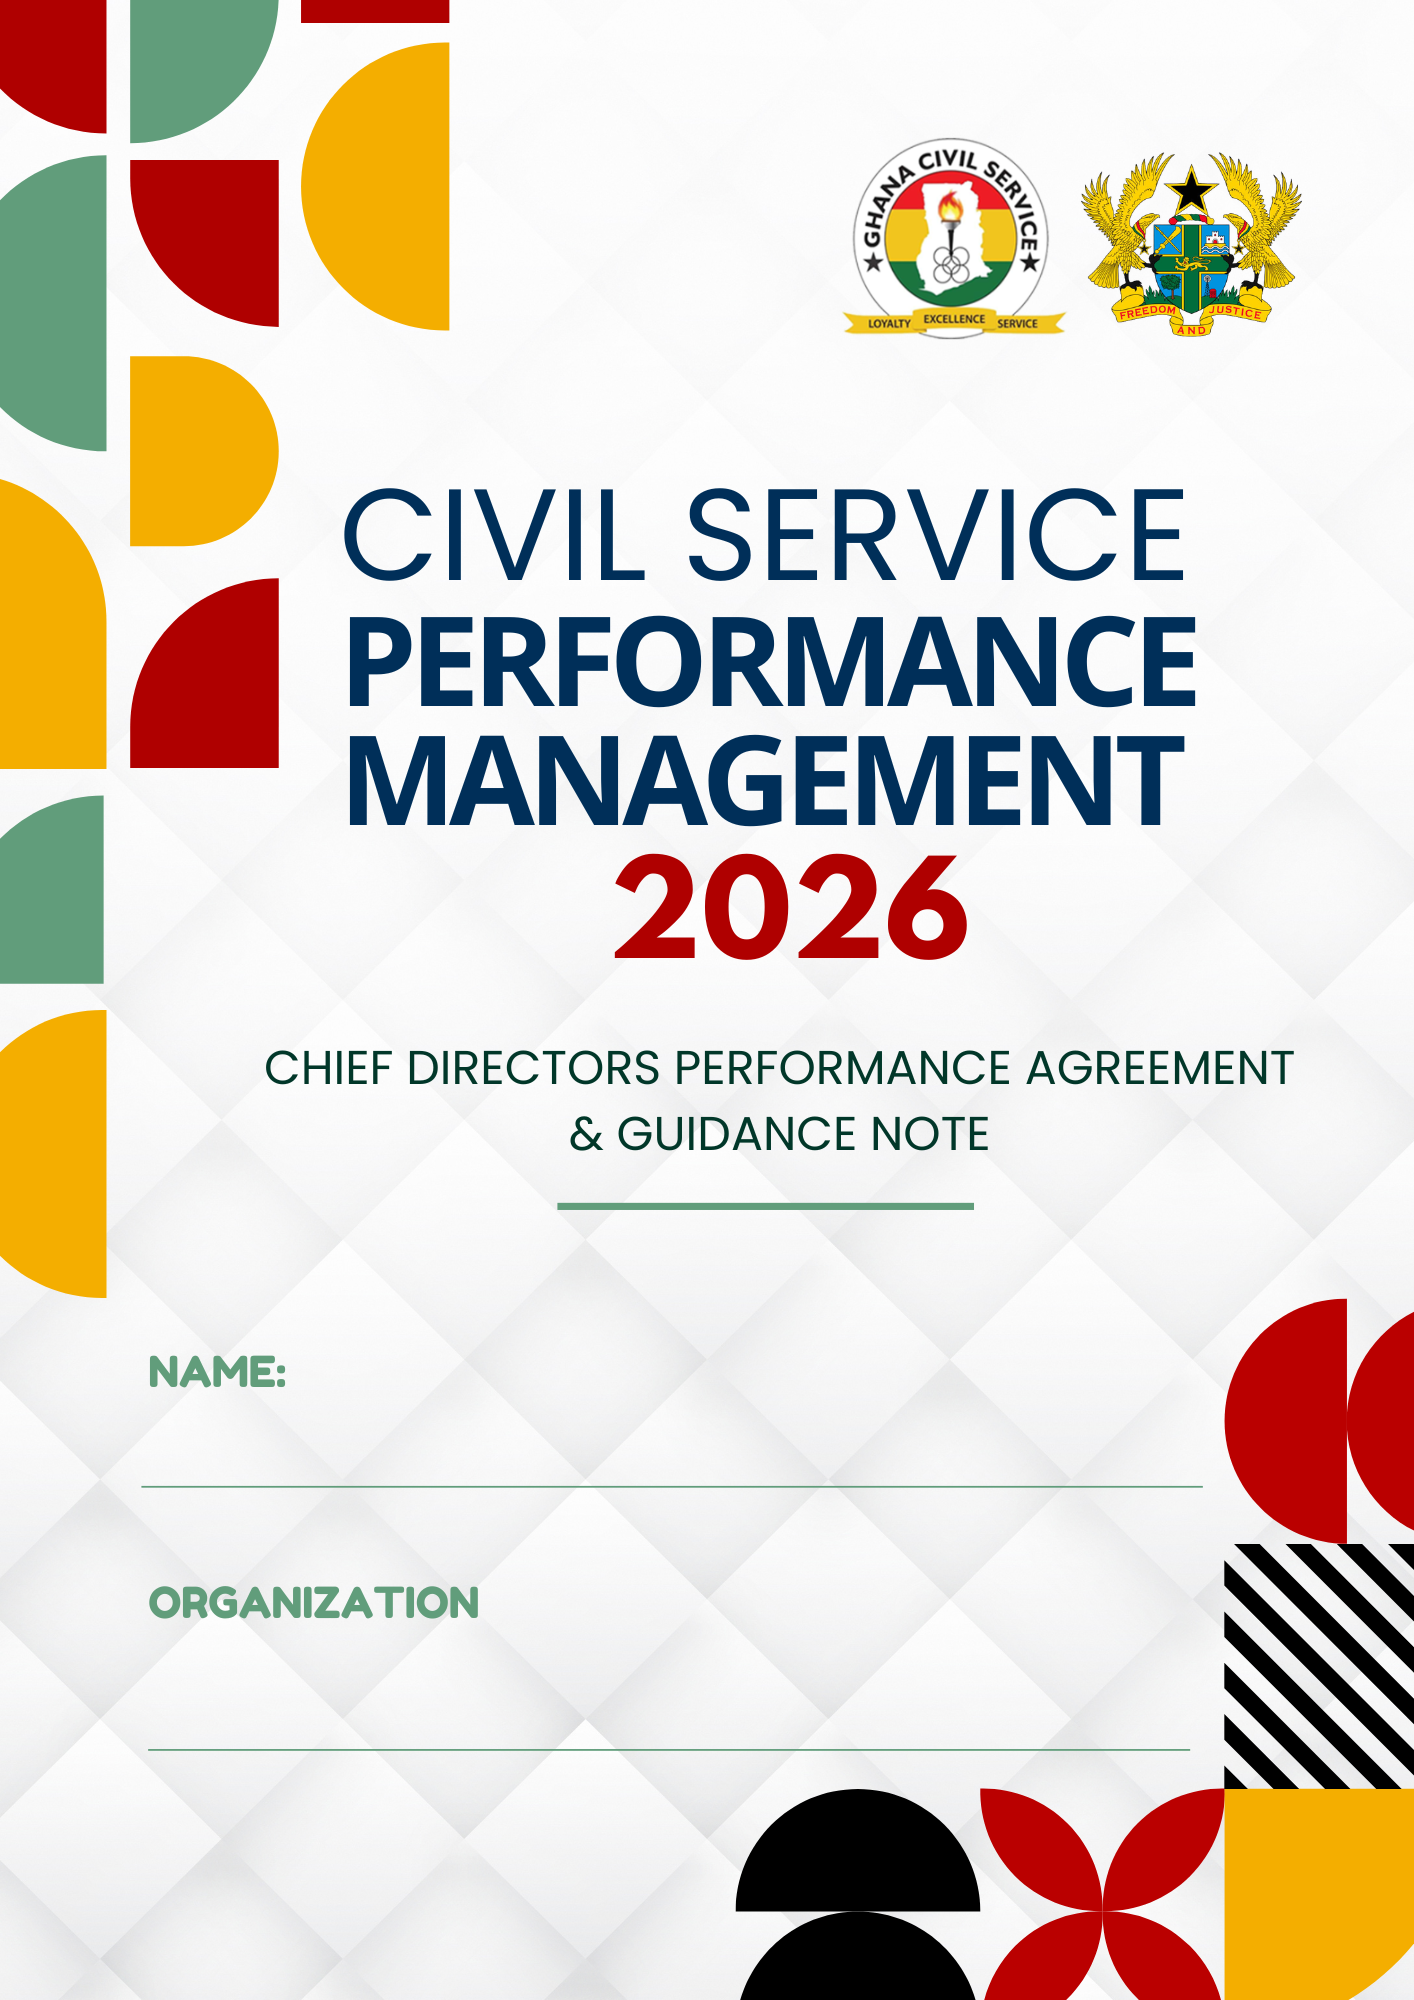 GHANA CIVIL SERVICE
LOYALTY EXCELLENCE SERVICE
FREEDOM AND JUSTICE
CIVIL SERVICE
PERFORMANCE
MANAGEMENT
2026
CHIEF DIRECTORS PERFORMANCE AGREEMENT
& GUIDANCE NOTE
NAME:
ORGANIZATION